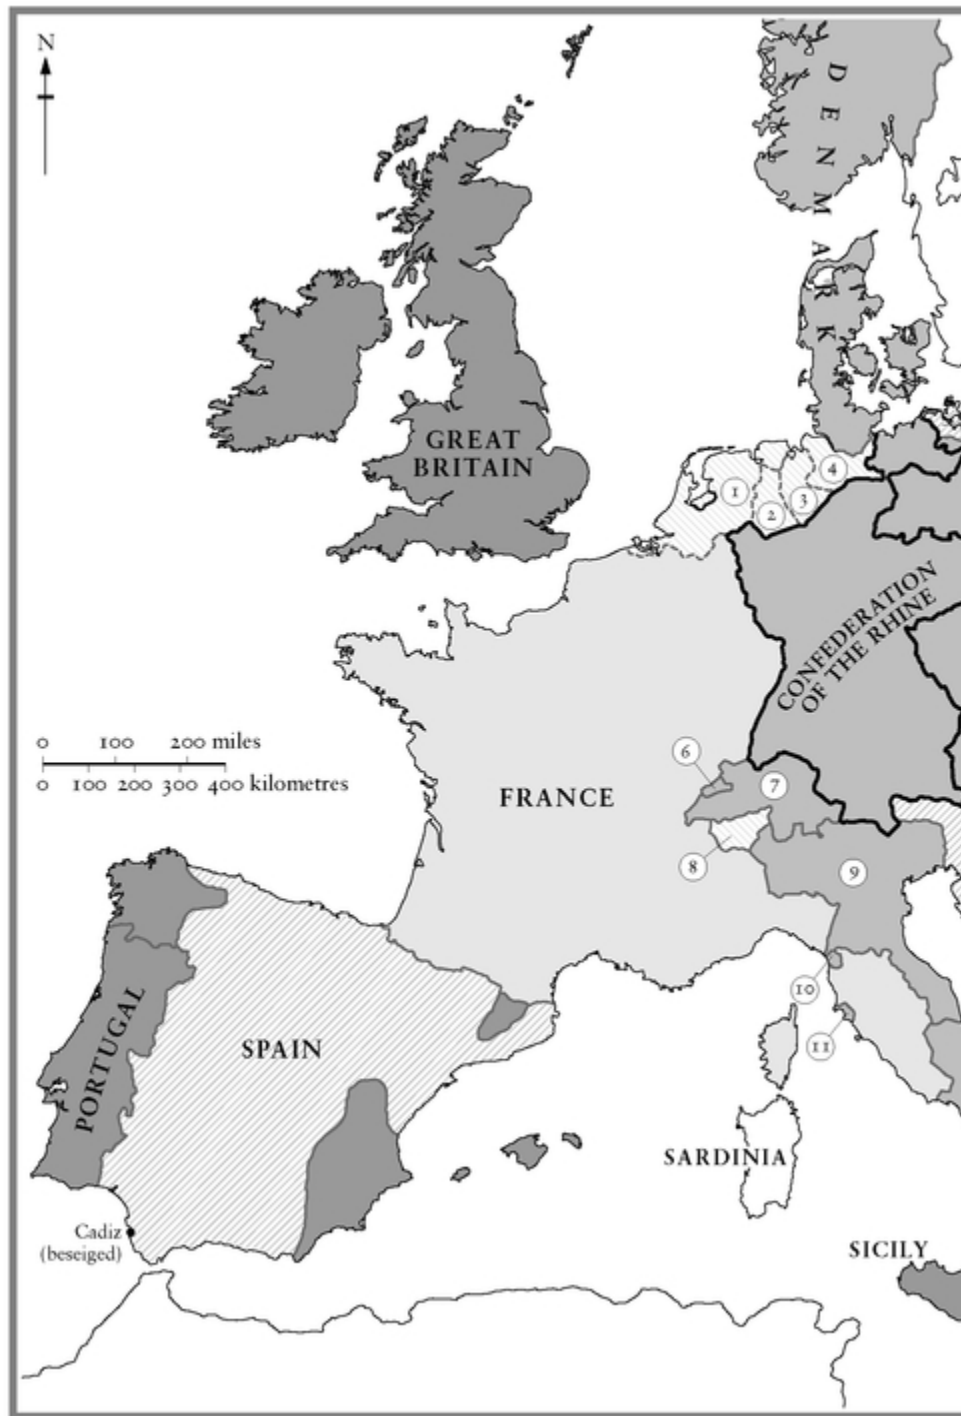 N
DENMARK
GREAT
BRITAIN
1
2
3
4
CONFEDERATION
OF THE RHINE
0 100 200 miles
0 100 200 300 400 kilometres
6
7
FRANCE
8
9
10
11
PORTUGAL
SPAIN
SARDINIA
Cadiz
(beseiged)
SICILY